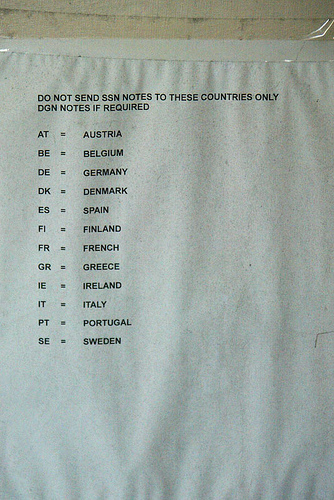 DO NOT SEND SSN NOTES TO THESE COUNTRIES ONLY
DGN NOTES IF REQUIRED
AT = AUSTRIA
BE = BELGIUM
DE = GERMANY
DK = DENMARK
ES = SPAIN
FI = FINLAND
FR = FRENCH
GR = GREECE
IE = IRELAND
IT = ITALY
PT = PORTUGAL
SE = SWEDEN